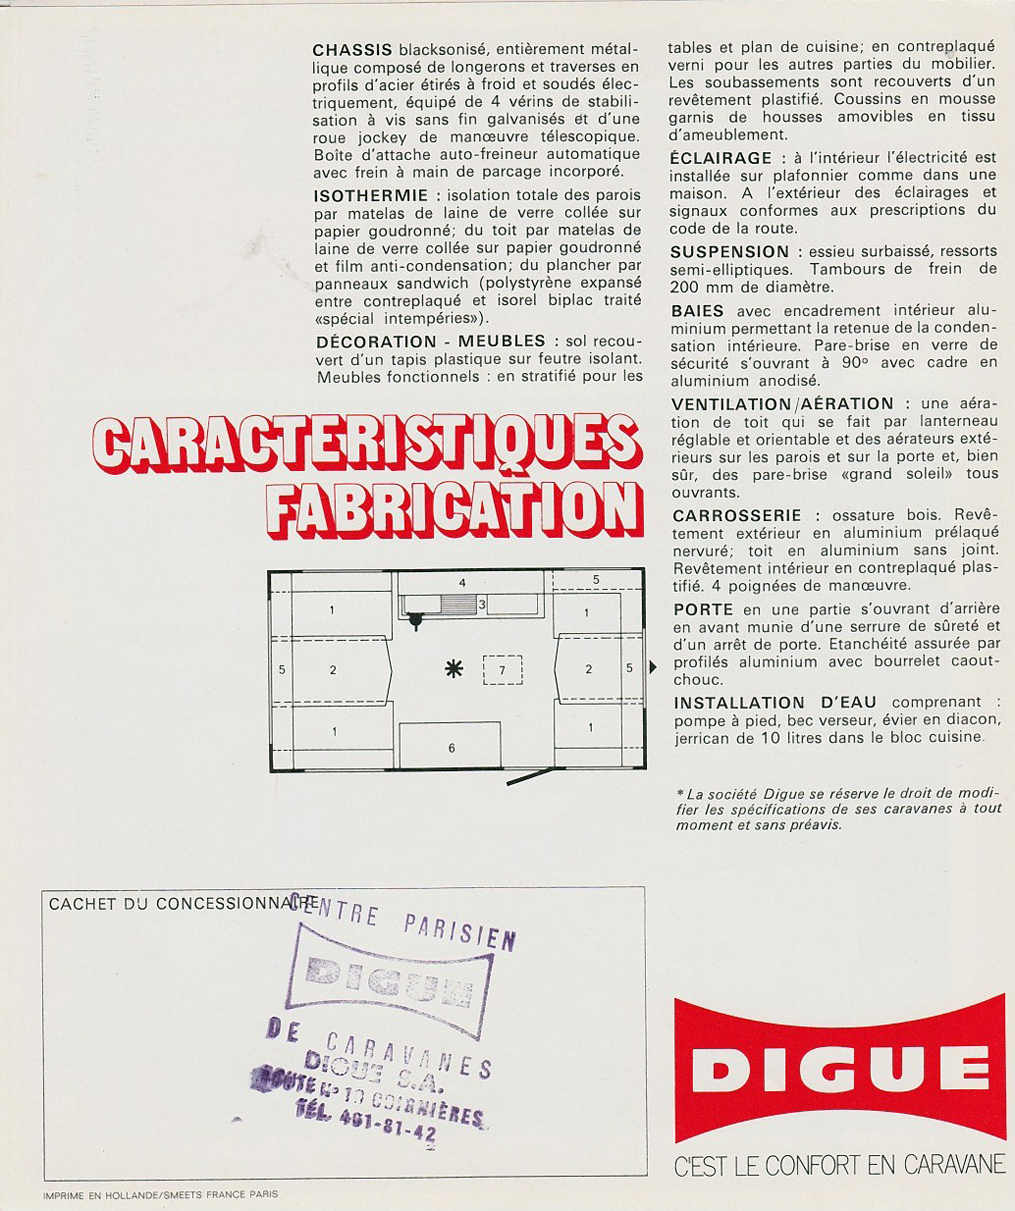 CHASSIS blacksonisé, entièrement métal-
lique composé de longerons et traverses en
profils d'acier étirés à froid et soudés élec-
triquement, équipé de 4 vérins de stabili-
sation à vis sans fin galvanisés et d'une
roue jockey de manœuvre télescopique.
Boîte d'attache auto-freineur automatique
avec frein à main de parcage incorporé.
ISOTHERMIE : isolation totale des parois
par matelas de laine de verre collée sur
papier goudronné; du toit par matelas de
laine de verre collée sur papier goudronné
et film anti-condensation; du plancher par
panneaux sandwich (polystyrène expansé
entre contreplaqué et isorel biplac traité
«spécial intempéries»).
DÉCORATION - MEUBLES : sol recou-
vert d'un tapis plastique sur feutre isolant.
Meubles fonctionnels : en stratifié pour les
tables et plan de cuisine; en contreplaqué
verni pour les autres parties du mobilier.
Les soubassements sont recouverts d'un
revêtement plastifié. Coussins en mousse
garnis de housses amovibles en tissu
d'ameublement.
ÉCLAIRAGE : à l'intérieur l'électricité est
installée sur plafonnier comme dans une
maison. A l'extérieur des éclairages et
signaux conformes aux prescriptions du
code de la route.
SUSPENSION : essieu surbaissé, ressorts
semi-elliptiques. Tambours de frein de
200 mm de diamètre.
BAIES avec encadrement intérieur alu-
minium permettant la retenue de la conden-
sation intérieure. Pare-brise en verre de
sécurité s'ouvrant à 90º avec cadre en
aluminium anodisé.
VENTILATION/AÉRATION : une aéra-
tion de toit qui se fait par lanterneau
réglable et orientable et des aérateurs exté-
rieurs sur les parois et sur la porte et, bien
sûr, des pare-brise «grand soleil» tous
ouvrants.
CARROSSERIE : ossature bois. Revê-
tement extérieur en aluminium prélaqué
nervuré; toit en aluminium sans joint.
Revêtement intérieur en contreplaqué plas-
tifié. 4 poignées de manœuvre.
PORTE en une partie s'ouvrant d'arrière
en avant munie d'une serrure de sûreté et
d'un arrêt de porte. Etanchéité assurée par
profilés aluminium avec bourrelet caout-
chouc.
INSTALLATION D'EAU comprenant :
pompe à pied, bec verseur, évier en diacon,
jerrican de 10 litres dans le bloc cuisine.
* La société Digue se réserve le droit de modi-
fier les spécifications de ses caravanes à tout
moment et sans préavis.
CARACTERISTIQUES
FABRICATION
4 5
1 3 1
5 2 7 2 5
1 6 1
CACHET DU CONCESSIONNAIRE
CENTRE PARISIEN
DIGUE
DE CARAVANES
DIGUE S.A.
ROUTE Nº 10 COIGNIÈRES
TÉL. 461-81-42
DIGUE
C'EST LE CONFORT EN CARAVANE
IMPRIME EN HOLLANDE/SMEETS FRANCE PARIS